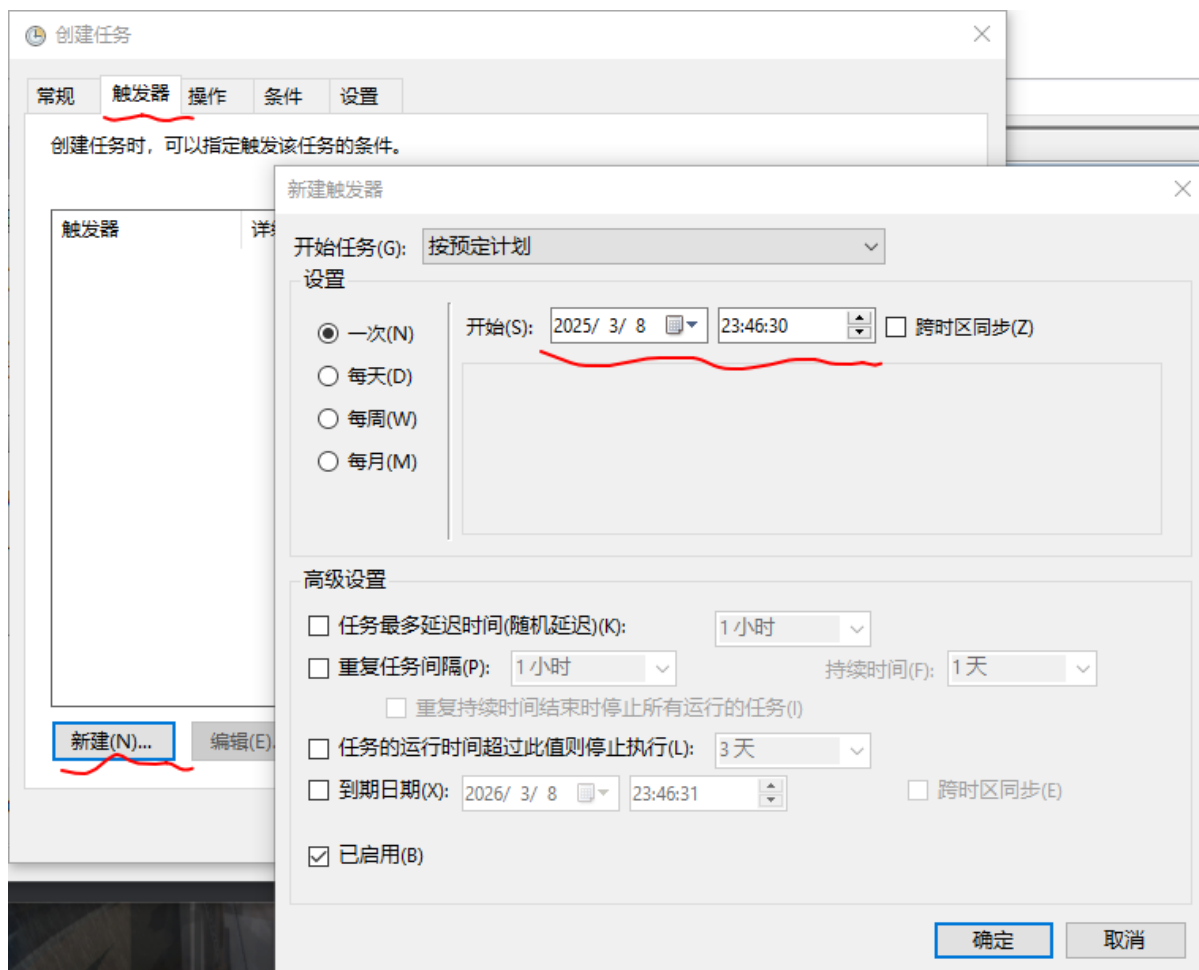 创建任务
常规 触发器 操作 条件 设置
创建任务时，可以指定触发该任务的条件。
触发器
新建(N)...
编辑(E)
新建触发器
开始任务(G): 按预定计划
设置
一次(N)
每天(D)
每周(W)
每月(M)
开始(S): 2025/ 3/ 8 23:46:30 跨时区同步(Z)
高级设置
任务最多延迟时间(随机延迟)(K): 1 小时
重复任务间隔(P): 1 小时 持续时间(F): 1 天
重复持续时间结束时停止所有运行的任务(I)
任务的运行时间超过此值则停止执行(L): 3 天
到期日期(X): 2026/ 3/ 8 23:46:31 跨时区同步(E)
已启用(B)
确定 取消